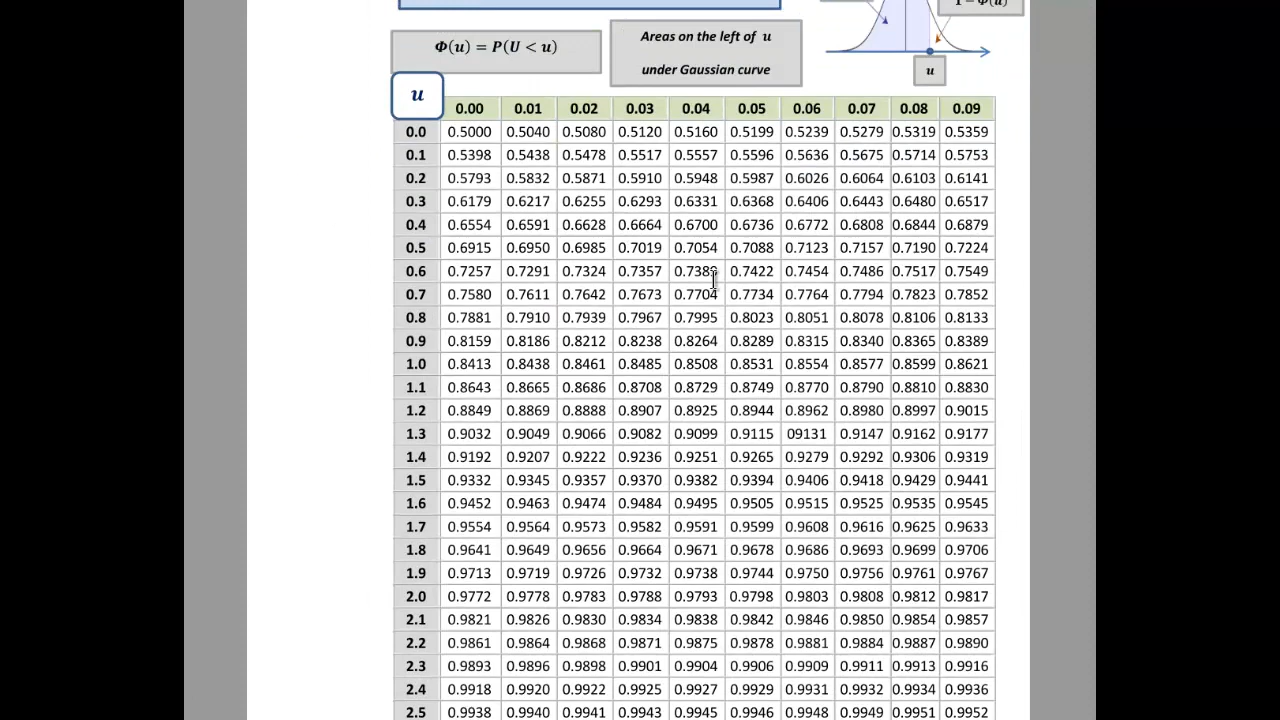 1 − Φ(u)
Φ(u) = P(U < u)
Areas on the left of u
under Gaussian curve
u
u
0.00 0.01 0.02 0.03 0.04 0.05 0.06 0.07 0.08 0.09
0.0 0.5000 0.5040 0.5080 0.5120 0.5160 0.5199 0.5239 0.5279 0.5319 0.5359
0.1 0.5398 0.5438 0.5478 0.5517 0.5557 0.5596 0.5636 0.5675 0.5714 0.5753
0.2 0.5793 0.5832 0.5871 0.5910 0.5948 0.5987 0.6026 0.6064 0.6103 0.6141
0.3 0.6179 0.6217 0.6255 0.6293 0.6331 0.6368 0.6406 0.6443 0.6480 0.6517
0.4 0.6554 0.6591 0.6628 0.6664 0.6700 0.6736 0.6772 0.6808 0.6844 0.6879
0.5 0.6915 0.6950 0.6985 0.7019 0.7054 0.7088 0.7123 0.7157 0.7190 0.7224
0.6 0.7257 0.7291 0.7324 0.7357 0.7389 0.7422 0.7454 0.7486 0.7517 0.7549
0.7 0.7580 0.7611 0.7642 0.7673 0.7704 0.7734 0.7764 0.7794 0.7823 0.7852
0.8 0.7881 0.7910 0.7939 0.7967 0.7995 0.8023 0.8051 0.8078 0.8106 0.8133
0.9 0.8159 0.8186 0.8212 0.8238 0.8264 0.8289 0.8315 0.8340 0.8365 0.8389
1.0 0.8413 0.8438 0.8461 0.8485 0.8508 0.8531 0.8554 0.8577 0.8599 0.8621
1.1 0.8643 0.8665 0.8686 0.8708 0.8729 0.8749 0.8770 0.8790 0.8810 0.8830
1.2 0.8849 0.8869 0.8888 0.8907 0.8925 0.8944 0.8962 0.8980 0.8997 0.9015
1.3 0.9032 0.9049 0.9066 0.9082 0.9099 0.9115 09131 0.9147 0.9162 0.9177
1.4 0.9192 0.9207 0.9222 0.9236 0.9251 0.9265 0.9279 0.9292 0.9306 0.9319
1.5 0.9332 0.9345 0.9357 0.9370 0.9382 0.9394 0.9406 0.9418 0.9429 0.9441
1.6 0.9452 0.9463 0.9474 0.9484 0.9495 0.9505 0.9515 0.9525 0.9535 0.9545
1.7 0.9554 0.9564 0.9573 0.9582 0.9591 0.9599 0.9608 0.9616 0.9625 0.9633
1.8 0.9641 0.9649 0.9656 0.9664 0.9671 0.9678 0.9686 0.9693 0.9699 0.9706
1.9 0.9713 0.9719 0.9726 0.9732 0.9738 0.9744 0.9750 0.9756 0.9761 0.9767
2.0 0.9772 0.9778 0.9783 0.9788 0.9793 0.9798 0.9803 0.9808 0.9812 0.9817
2.1 0.9821 0.9826 0.9830 0.9834 0.9838 0.9842 0.9846 0.9850 0.9854 0.9857
2.2 0.9861 0.9864 0.9868 0.9871 0.9875 0.9878 0.9881 0.9884 0.9887 0.9890
2.3 0.9893 0.9896 0.9898 0.9901 0.9904 0.9906 0.9909 0.9911 0.9913 0.9916
2.4 0.9918 0.9920 0.9922 0.9925 0.9927 0.9929 0.9931 0.9932 0.9934 0.9936
2.5 0.9938 0.9940 0.9941 0.9943 0.9945 0.9946 0.9948 0.9949 0.9951 0.9952